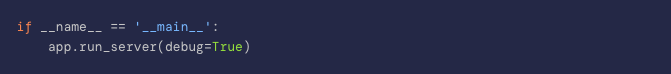 if __name__ == '__main__':
    app.run_server(debug=True)